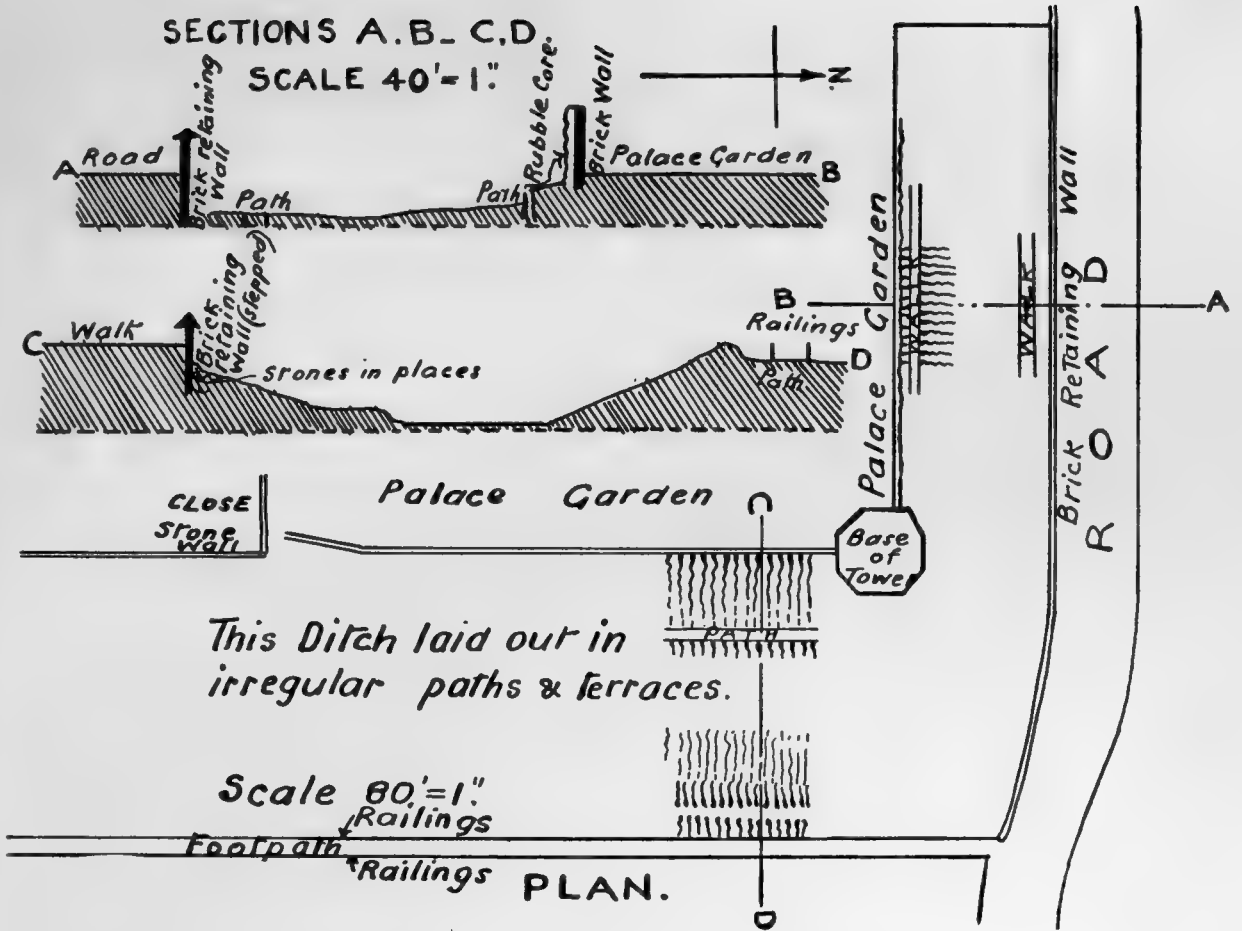 SECTIONS A.B_ C.D.
SCALE 40'= 1".
N.
A Road
Brick retaining
Wall
Path
Path
Rubble Core.
Brick Wall
Palace Garden B
C Walk
Brick
retaining
Wall (stepped)
Stones in places
Railings
D
Path
B
A
Palace Garden
WALK
WALK
Brick Retaining Wall
ROAD
CLOSE
Stone
Wall
Palace Garden
C
Base
of
Tower
PATH
This Ditch laid out in
irregular paths & terraces.
Scale 80'=1".
Railings
Footpath
Railings
PLAN.
D